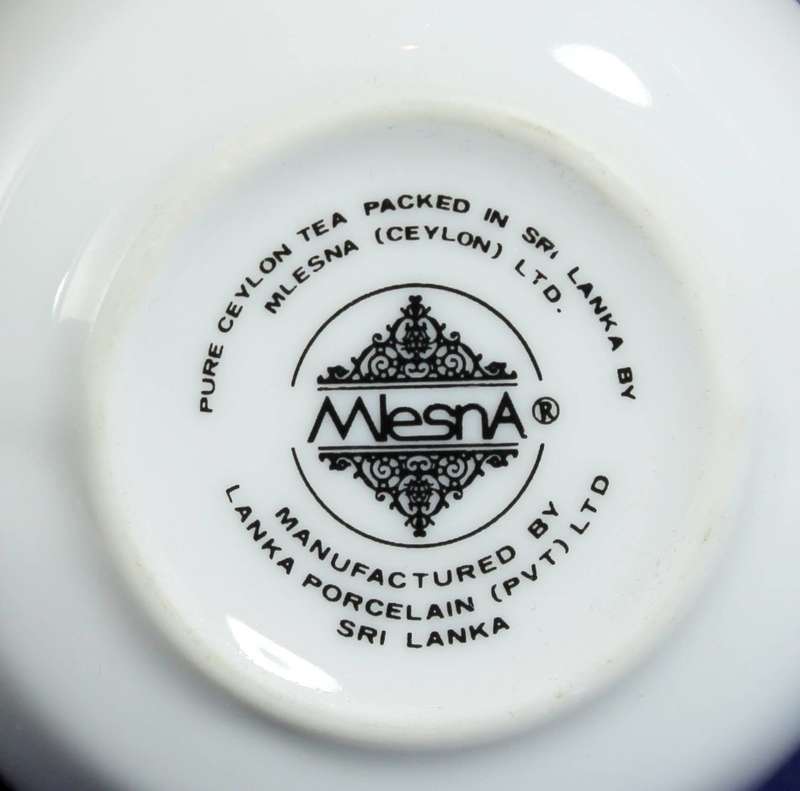 PURE CEYLON TEA PACKED IN SRI LANKA BY
MLESNA (CEYLON) LTD.
MlesnA®
MANUFACTURED BY
LANKA PORCELAIN (PVT) LTD
SRI LANKA